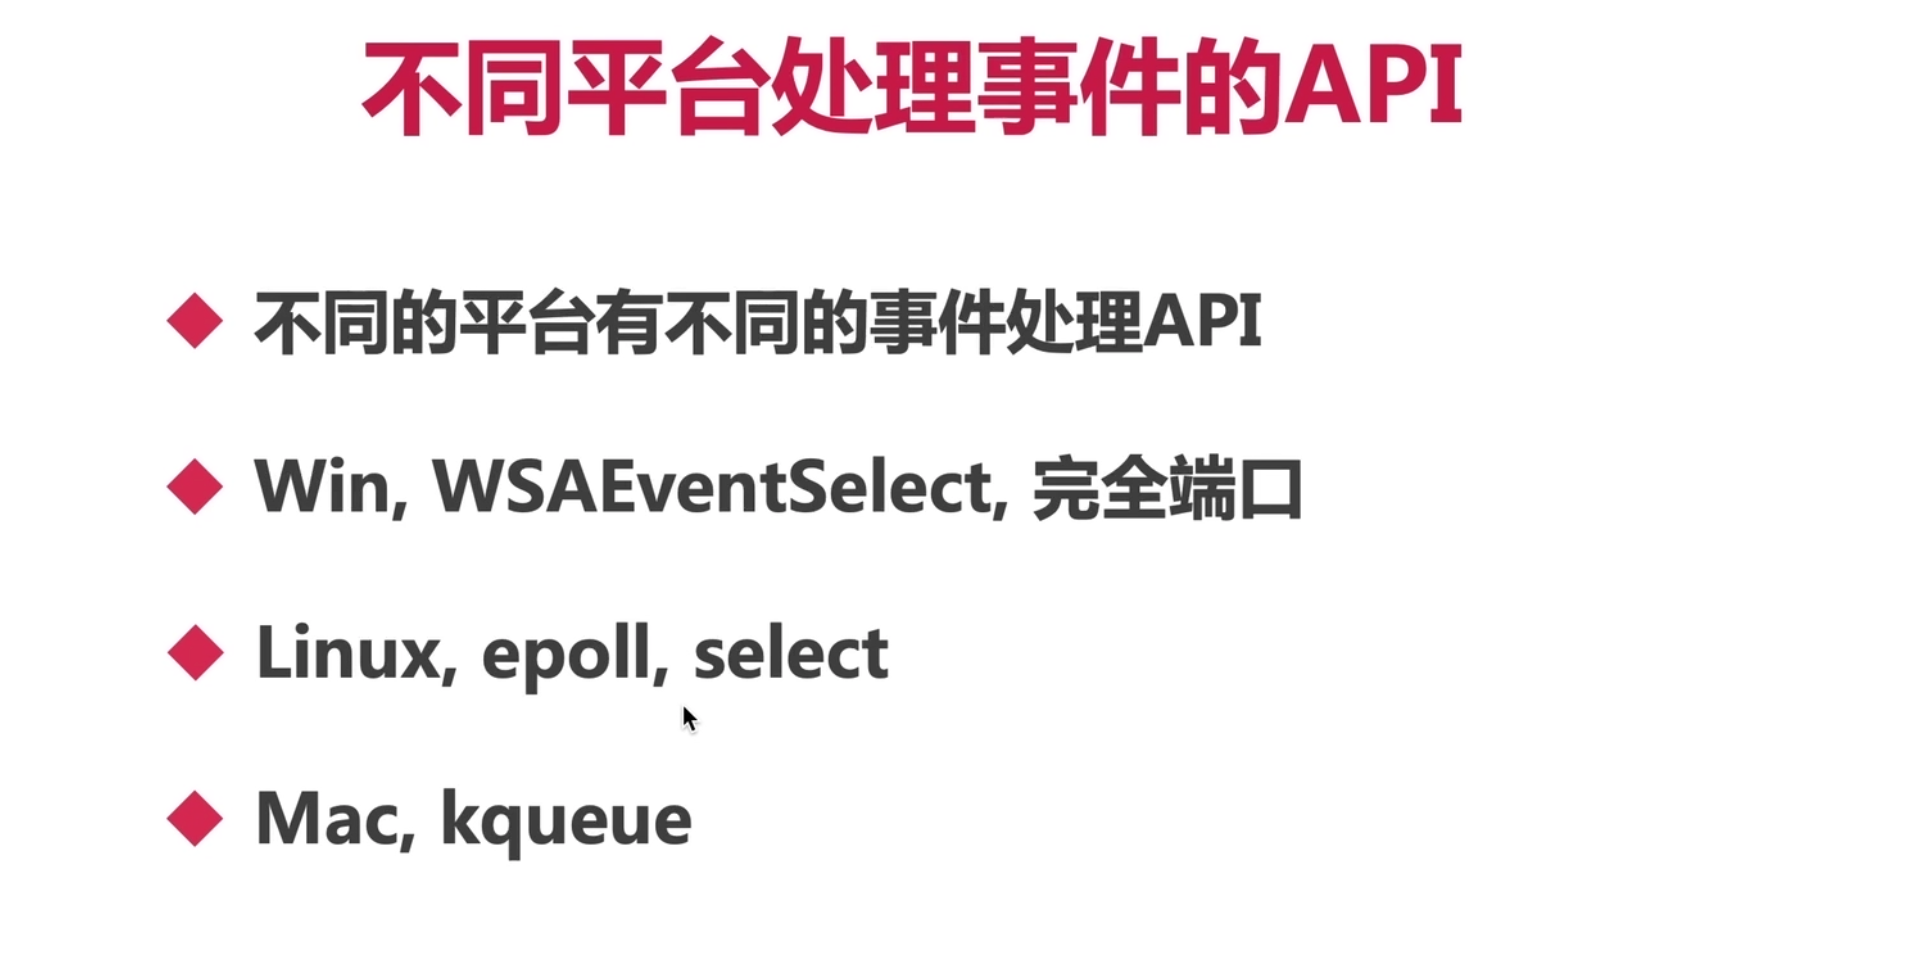 不同平台处理事件的API
不同的平台有不同的事件处理API
Win, WSAEventSelect, 完全端口
Linux, epoll, select
Mac, kqueue